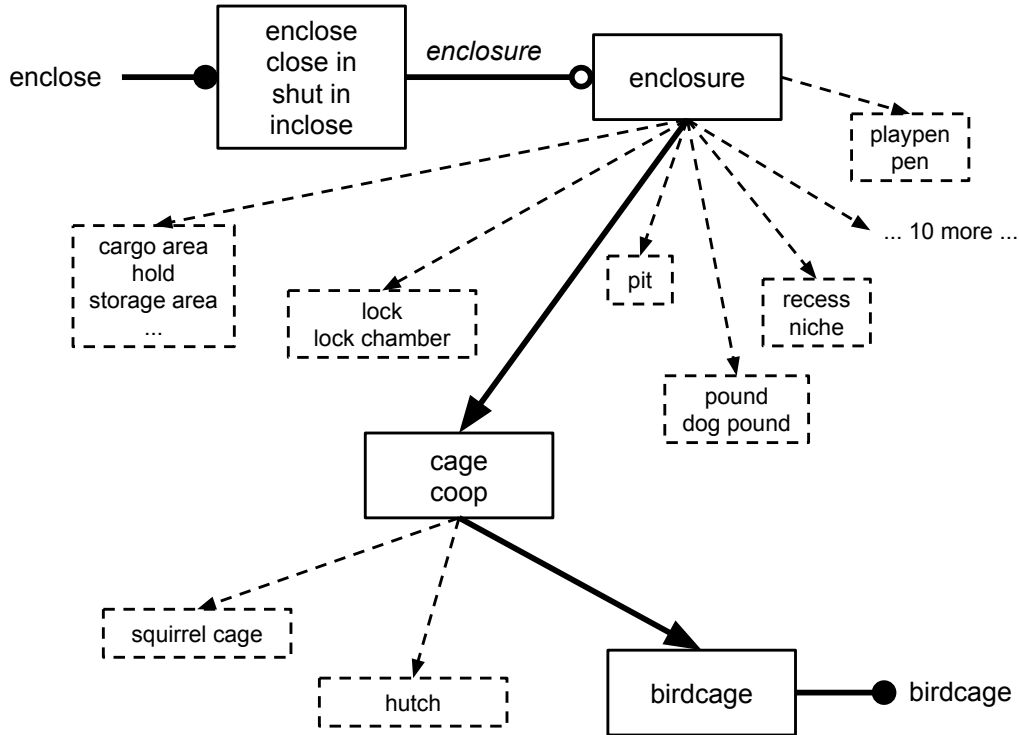 enclose
enclose
close in
shut in
inclose
enclosure
enclosure
playpen
pen
cargo area
hold
storage area
...
lock
lock chamber
pit
... 10 more ...
recess
niche
pound
dog pound
cage
coop
squirrel cage
hutch
birdcage
birdcage